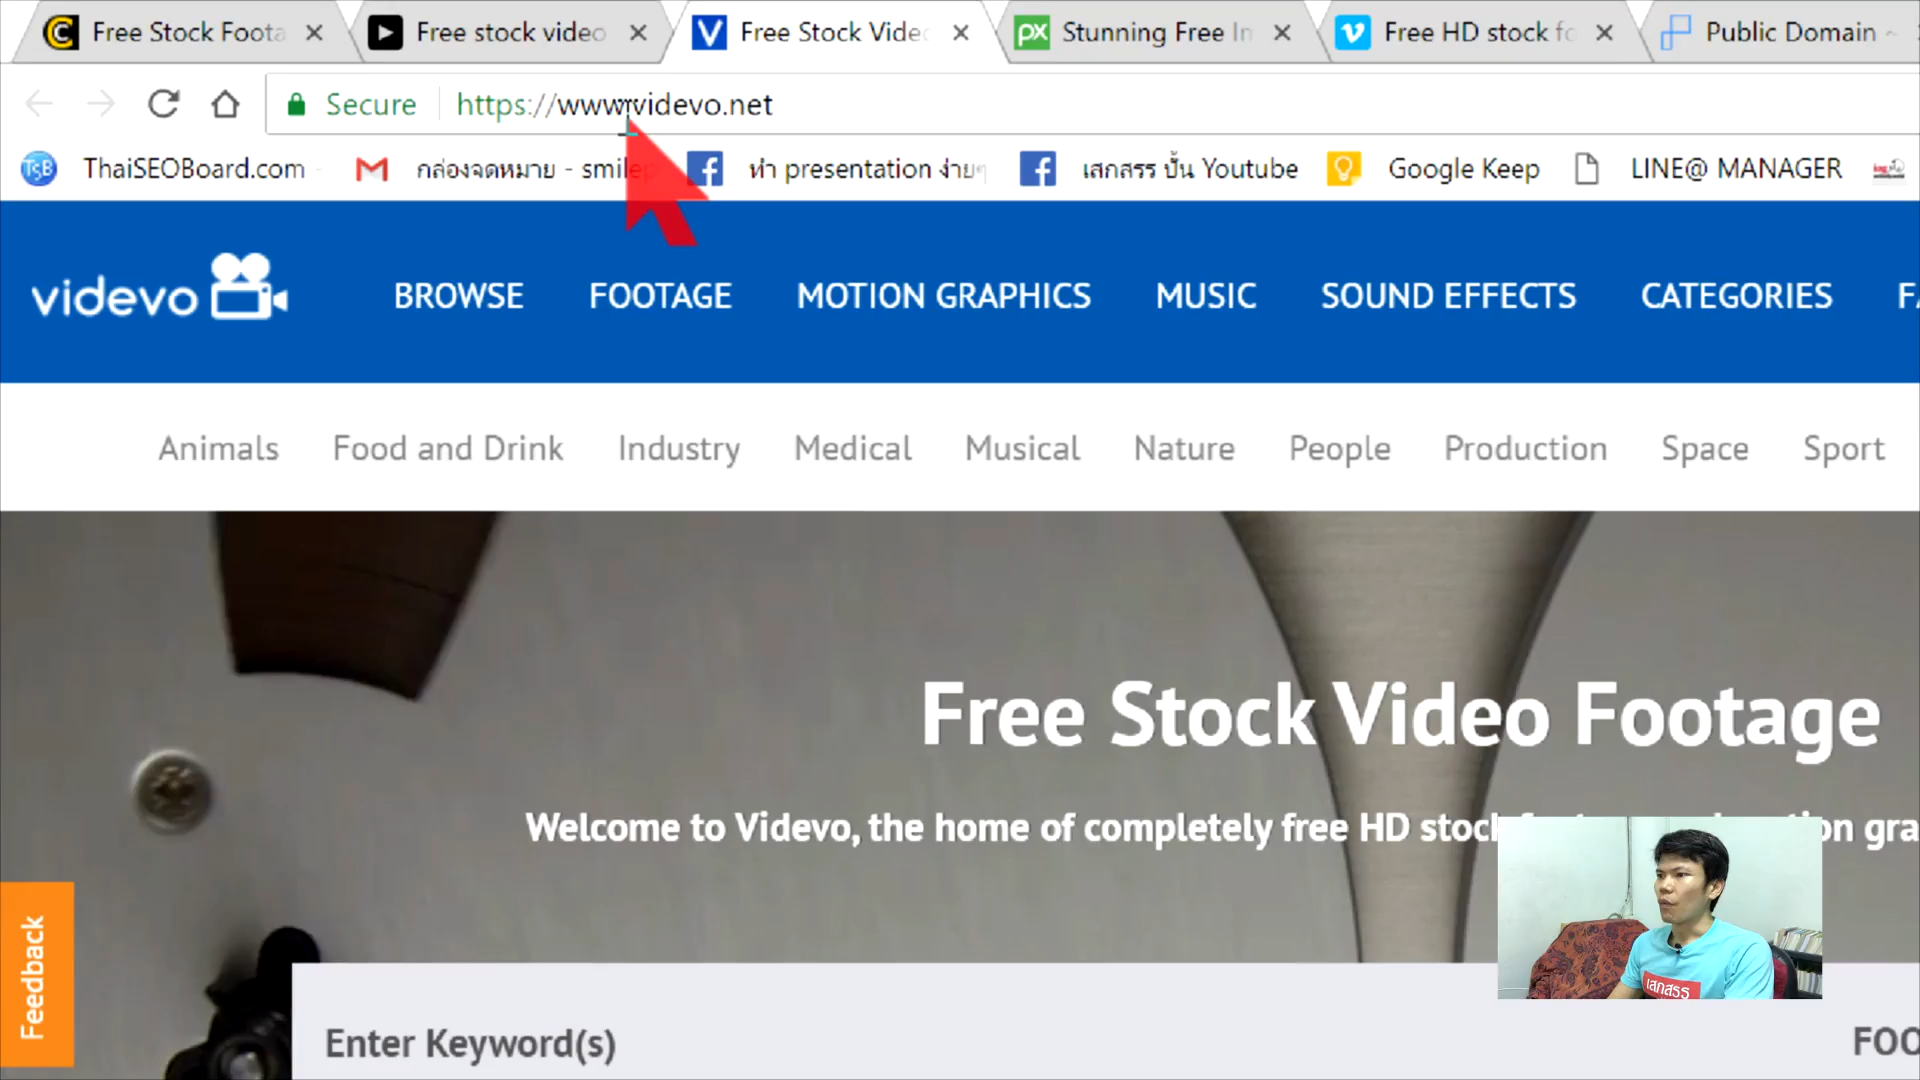 Free Stock Foota
Free stock video
Free Stock Vide
px Stunning Free In
Free HD stock fo
Public Domain
Secure https://www.videvo.net
TSB ThaiSEOBoard.com
กล่องจดหมาย - smile
ทำ presentation ง่ายๆ
เสกสรร ปั้น Youtube
Google Keep
LINE@ MANAGER
videvo BROWSE FOOTAGE MOTION GRAPHICS MUSIC SOUND EFFECTS CATEGORIES
Animals Food and Drink Industry Medical Musical Nature People Production Space Sport
Free Stock Video Footage
Welcome to Videvo, the home of completely free HD stock
เสกสรร
Feedback
Enter Keyword(s)